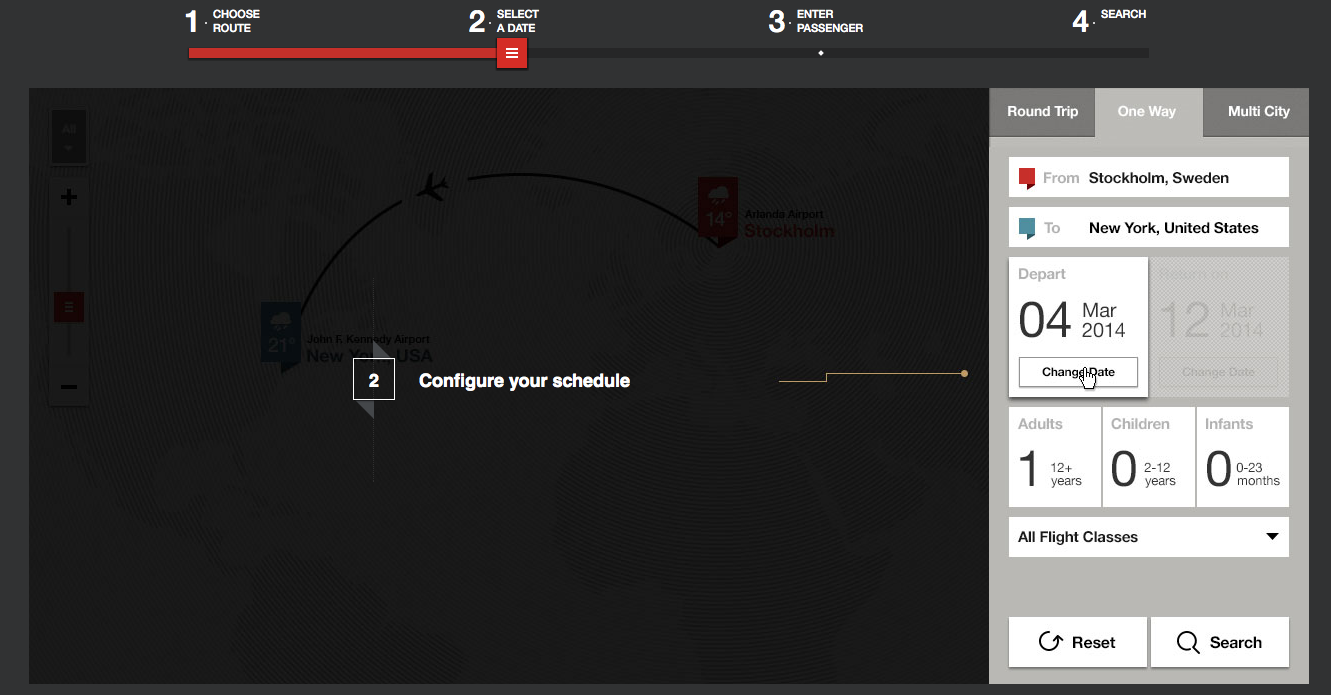 1. CHOOSE
ROUTE
2. SELECT
A DATE
3. ENTER
PASSENGER
4. SEARCH
All
14°
Arlanda Airport
Stockholm
21°
John F. Kennedy Airport
New York, USA
2
Configure your schedule
Round Trip
One Way
Multi City
From Stockholm, Sweden
To New York, United States
Depart
04 Mar
2014
Change Date
Return on
12 Mar
2014
Change Date
Adults
1 12+
years
Children
0 2-12
years
Infants
0 0-23
months
All Flight Classes
Reset
Search